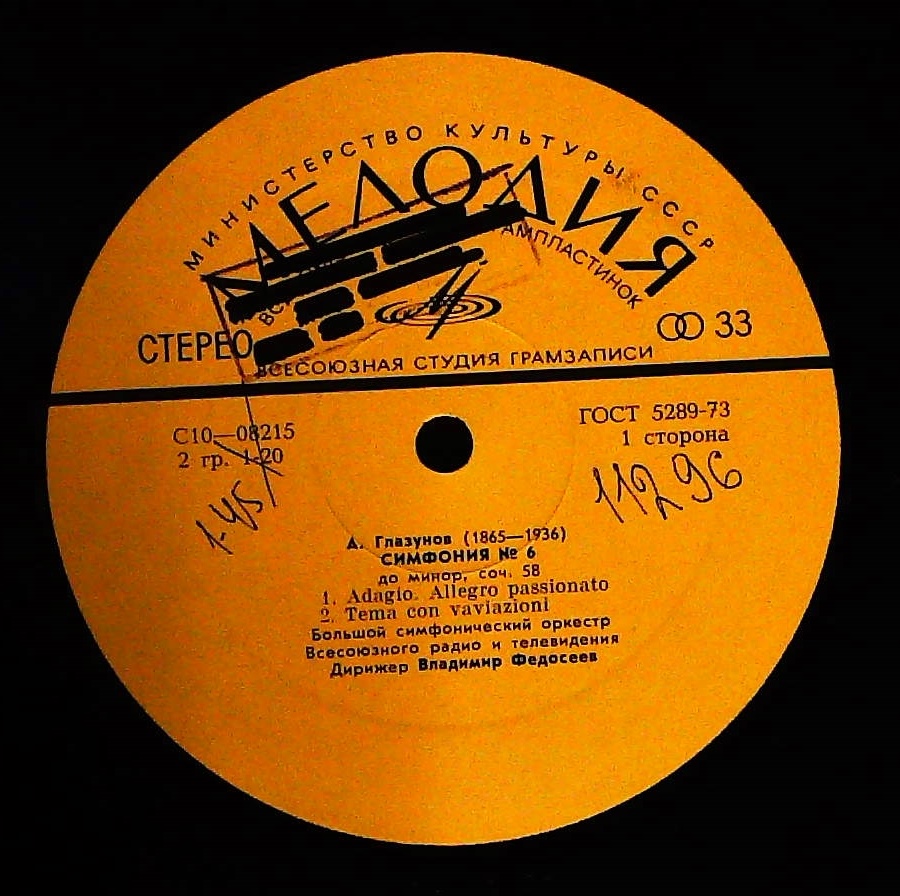 МИНИСТЕРСТВО КУЛЬТУРЫ СССР
МЕЛОДИЯ
СТЕРЕО
33
ВСЕСОЮЗНАЯ СТУДИЯ ГРАМЗАПИСИ
С10—08215
2 гр. 1-20
ГОСТ 5289-73
1 сторона
1-45
11296
А. Глазунов (1865—1936)
СИМФОНИЯ № 6
до минор, соч. 58
1. Adagio. Allegro passionato
2. Tema con vaviazioni
Большой симфонический оркестр
Всесоюзного радио и телевидения
Дирижер Владимир Федосеев